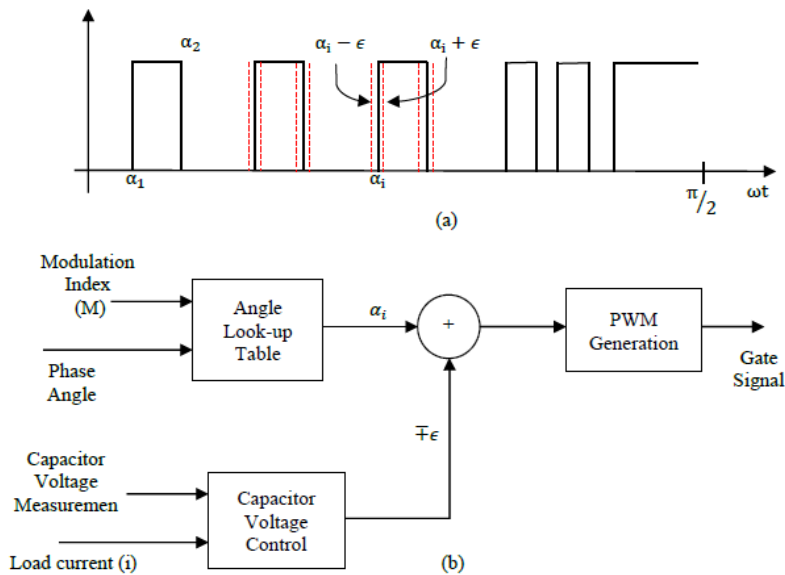 α₂
αᵢ − ϵ
αᵢ + ϵ
α₁
αᵢ
π/2
ωt
(a)
Modulation
Index
(M)
Phase
Angle
Angle
Look-up
Table
αᵢ
+
PWM
Generation
Gate
Signal
∓ϵ
Capacitor
Voltage
Measuremen
Load current (i)
Capacitor
Voltage
Control
(b)